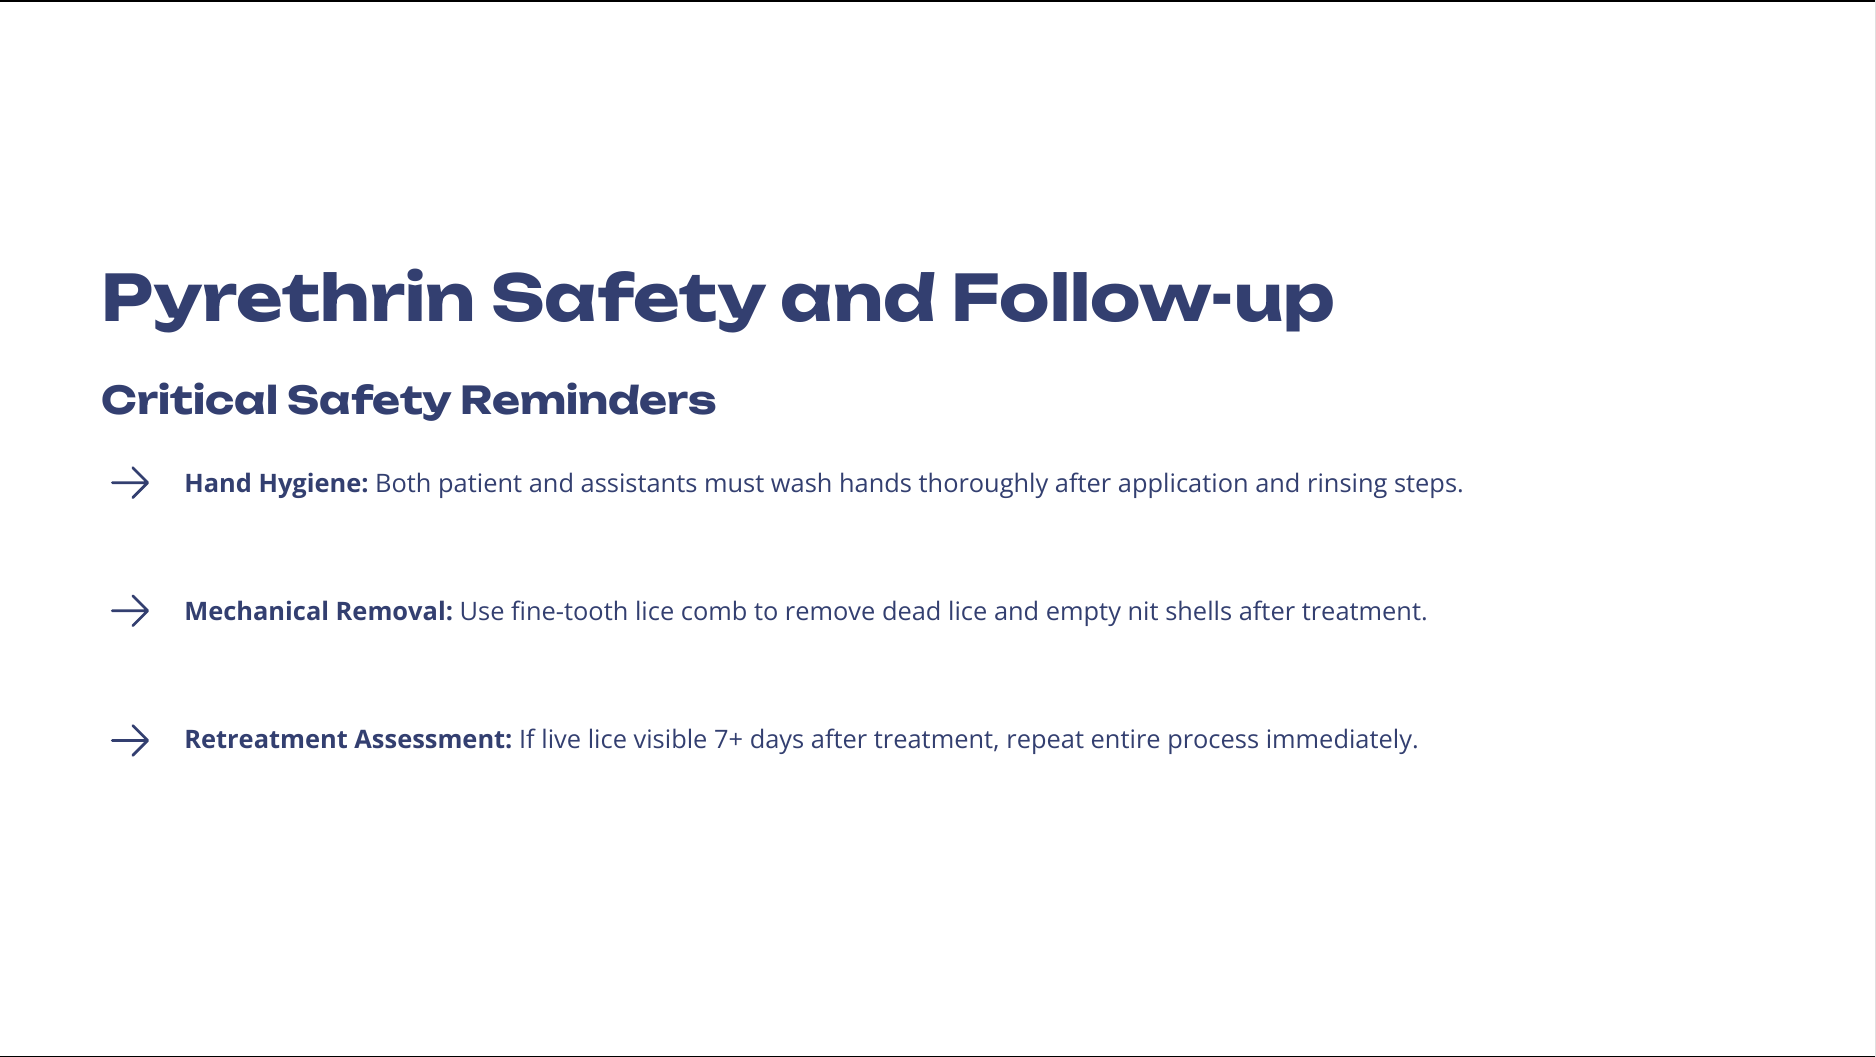 Pyrethrin Safety and Follow-up
Critical Safety Reminders
Hand Hygiene: Both patient and assistants must wash hands thoroughly after application and rinsing steps.
Mechanical Removal: Use fine-tooth lice comb to remove dead lice and empty nit shells after treatment.
Retreatment Assessment: If live lice visible 7+ days after treatment, repeat entire process immediately.